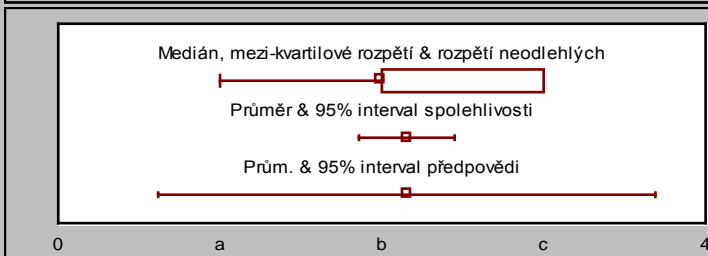 Medián, mezi-kvartilové rozpětí & rozpětí neodlehlých
Průměr & 95% interval spolehlivosti
Prům. & 95% interval předpovědi
0 a b c 4